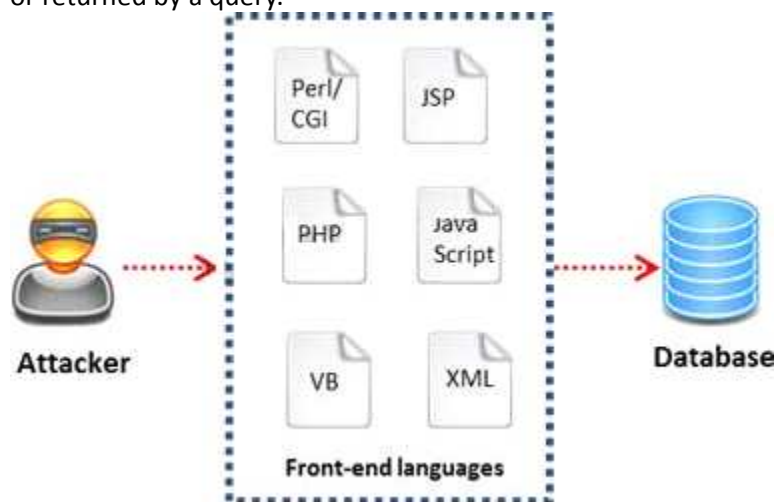 or returned by a query.
Perl/
CGI
JSP
PHP
Java
Script
VB
XML
Attacker
Database
Front-end languages